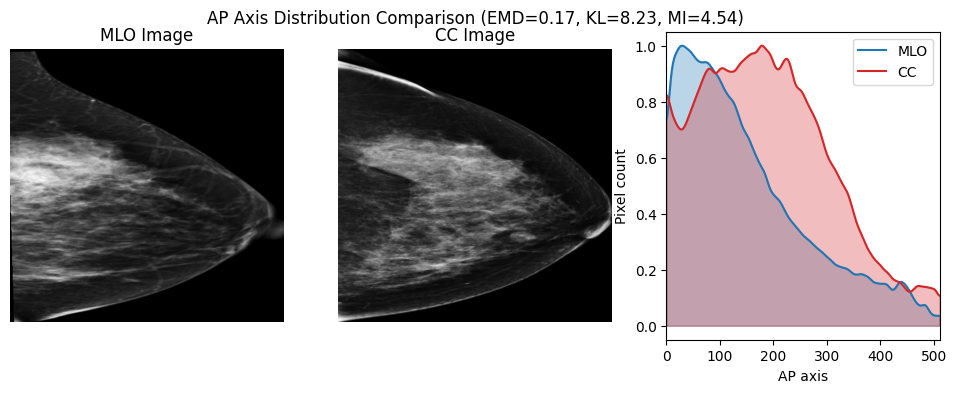 AP Axis Distribution Comparison (EMD=0.17, KL=8.23, MI=4.54)
MLO Image
CC Image
MLO
CC
Pixel count
1.0
0.8
0.6
0.4
0.2
0.0
0 100 200 300 400 500
AP axis